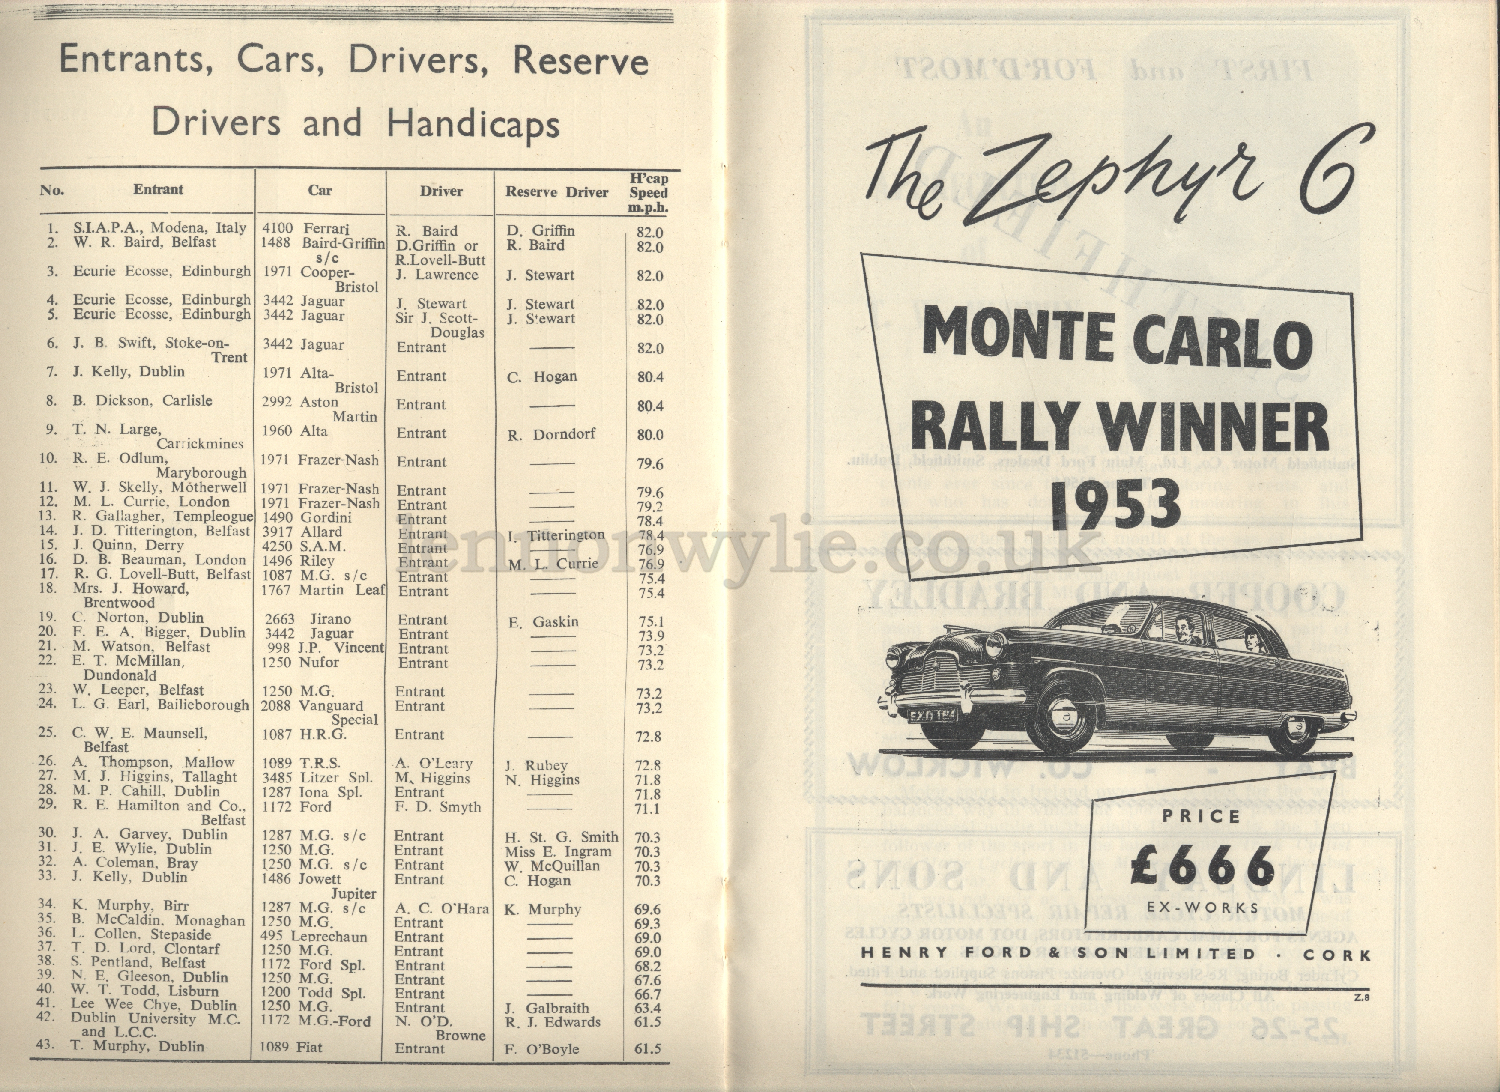 Entrants, Cars, Drivers, Reserve
Drivers and Handicaps
No. Entrant Car Driver Reserve Driver H'cap Speed m.p.h.
1. S.I.A.P.A., Modena, Italy 4100 Ferrari R. Baird D. Griffin 82.0
2. W. R. Baird, Belfast 1488 Baird-Griffin s/c D.Griffin or R.Lovell-Butt R. Baird 82.0
3. Ecurie Ecosse, Edinburgh 1971 Cooper-Bristol J. Lawrence J. Stewart 82.0
4. Ecurie Ecosse, Edinburgh 3442 Jaguar J. Stewart J. Stewart 82.0
5. Ecurie Ecosse, Edinburgh 3442 Jaguar Sir J. Scott-Douglas J. Stewart 82.0
6. J. B. Swift, Stoke-on-Trent 3442 Jaguar Entrant —— 82.0
7. J. Kelly, Dublin 1971 Alta-Bristol Entrant C. Hogan 80.4
8. B. Dickson, Carlisle 2992 Aston Martin Entrant —— 80.4
9. T. N. Large, Carrickmines 1960 Alta Entrant R. Dorndorf 80.0
10. R. E. Odlum, Maryborough 1971 Frazer-Nash Entrant —— 79.6
11. W. J. Skelly, Motherwell 1971 Frazer-Nash Entrant —— 79.6
12. M. L. Currie, London 1971 Frazer-Nash Entrant —— 79.2
13. R. Gallagher, Templeogue 1490 Gordini Entrant —— 78.4
14. J. D. Titterington, Belfast 3917 Allard Entrant I. Titterington 78.4
15. J. Quinn, Derry 4250 S.A.M. Entrant —— 76.9
16. D. B. Beauman, London 1496 Riley Entrant M. L. Currie 76.9
17. R. G. Lovell-Butt, Belfast 1087 M.G. s/c Entrant —— 75.4
18. Mrs. J. Howard, Brentwood 1767 Martin Leaf Entrant —— 75.4
19. C. Norton, Dublin 2663 Jirano Entrant E. Gaskin 75.1
20. F. E. A. Bigger, Dublin 3442 Jaguar Entrant —— 73.9
21. M. Watson, Belfast 998 J.P. Vincent Entrant —— 73.2
22. E. T. McMillan, Dundonald 1250 Nufor Entrant —— 73.2
23. W. Leeper, Belfast 1250 M.G. Entrant —— 73.2
24. L. G. Earl, Bailieborough 2088 Vanguard Special Entrant —— 73.2
25. C. W. E. Maunsell, Belfast 1087 H.R.G. Entrant —— 72.8
26. A. Thompson, Mallow 1089 T.R.S. A. O'Leary J. Rubey 72.8
27. M. J. Higgins, Tallaght 3485 Litzer Spl. M. Higgins N. Higgins 71.8
28. M. P. Cahill, Dublin 1287 Iona Spl. Entrant —— 71.8
29. R. E. Hamilton and Co., Belfast 1172 Ford F. D. Smyth —— 71.1
30. J. A. Garvey, Dublin 1287 M.G. s/c Entrant H. St. G. Smith 70.3
31. J. E. Wylie, Dublin 1250 M.G. Entrant Miss E. Ingram 70.3
32. A. Coleman, Bray 1250 M.G. s/c Entrant W. McQuillan 70.3
33. J. Kelly, Dublin 1486 Jowett Jupiter Entrant C. Hogan 70.3
34. K. Murphy, Birr 1287 M.G. s/c A. C. O'Hara K. Murphy 69.6
35. B. McCaldin, Monaghan 1250 M.G. Entrant —— 69.3
36. L. Collen, Stepaside 495 Leprechaun Entrant —— 69.0
37. T. D. Lord, Clontarf 1250 M.G. Entrant —— 69.0
38. S. Pentland, Belfast 1172 Ford Spl. Entrant —— 68.2
39. N. E. Gleeson, Dublin 1250 M.G. Entrant —— 67.6
40. W. T. Todd, Lisburn 1200 Todd Spl. Entrant —— 66.7
41. Lee Wee Chye, Dublin 1250 M.G. Entrant J. Galbraith 63.4
42. Dublin University M.C. and L.C.C. 1172 M.G.-Ford N. O'D. Browne R. J. Edwards 61.5
43. T. Murphy, Dublin 1089 Fiat Entrant F. O'Boyle 61.5
lennonwylie.co.uk
The Zephyr 6
MONTE CARLO
RALLY WINNER
1953
PRICE
£666
EX-WORKS
HENRY FORD & SON LIMITED · CORK
Z.8